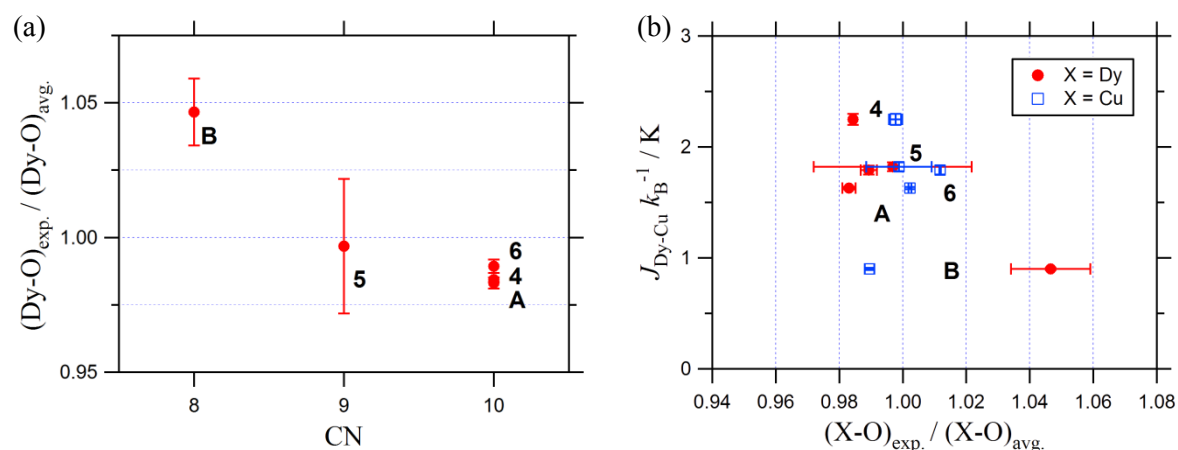 (a)
(Dy-O)exp. / (Dy-O)avg.
1.05
1.00
0.95
B
5
6
4
A
8
9
10
CN
(b)
J Dy-Cu kB-1 / K
3
2
1
0
X = Dy
X = Cu
4
5
6
A
B
0.94
0.96
0.98
1.00
1.02
1.04
1.06
1.08
(X-O)exp. / (X-O)avg.